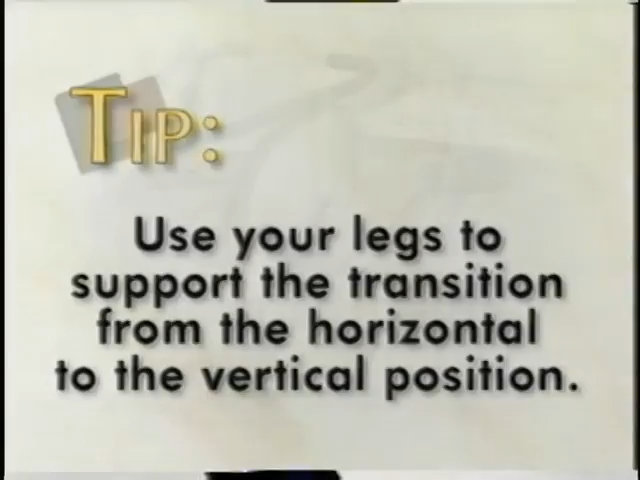 TIP:
Use your legs to
support the transition
from the horizontal
to the vertical position.